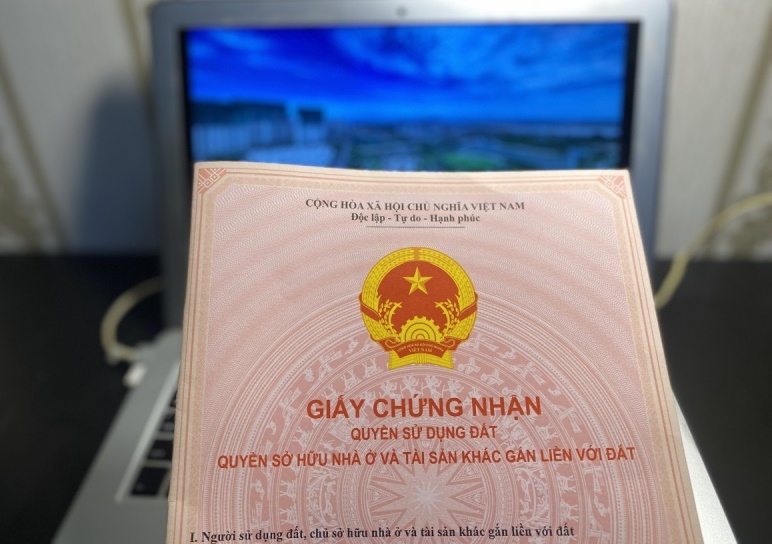 CỘNG HÒA XÃ HỘI CHỦ NGHĨA VIỆT NAM
Độc lập - Tự do - Hạnh phúc
VIỆT NAM
GIẤY CHỨNG NHẬN
QUYỀN SỬ DỤNG ĐẤT
QUYỀN SỞ HỮU NHÀ Ở VÀ TÀI SẢN KHÁC GẮN LIỀN VỚI ĐẤT
I. Người sử dụng đất, chủ sở hữu nhà ở và tài sản khác gắn liền với đất